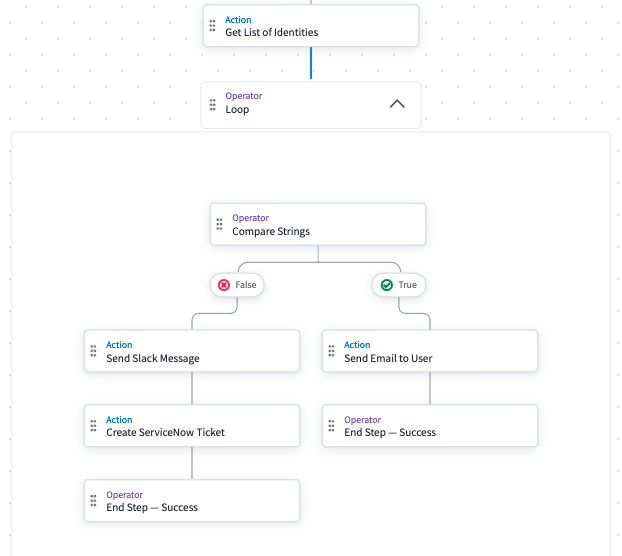 Action
Get List of Identities
Operator
Loop
Operator
Compare Strings
False
True
Action
Send Slack Message
Action
Send Email to User
Action
Create ServiceNow Ticket
Operator
End Step — Success
Operator
End Step — Success